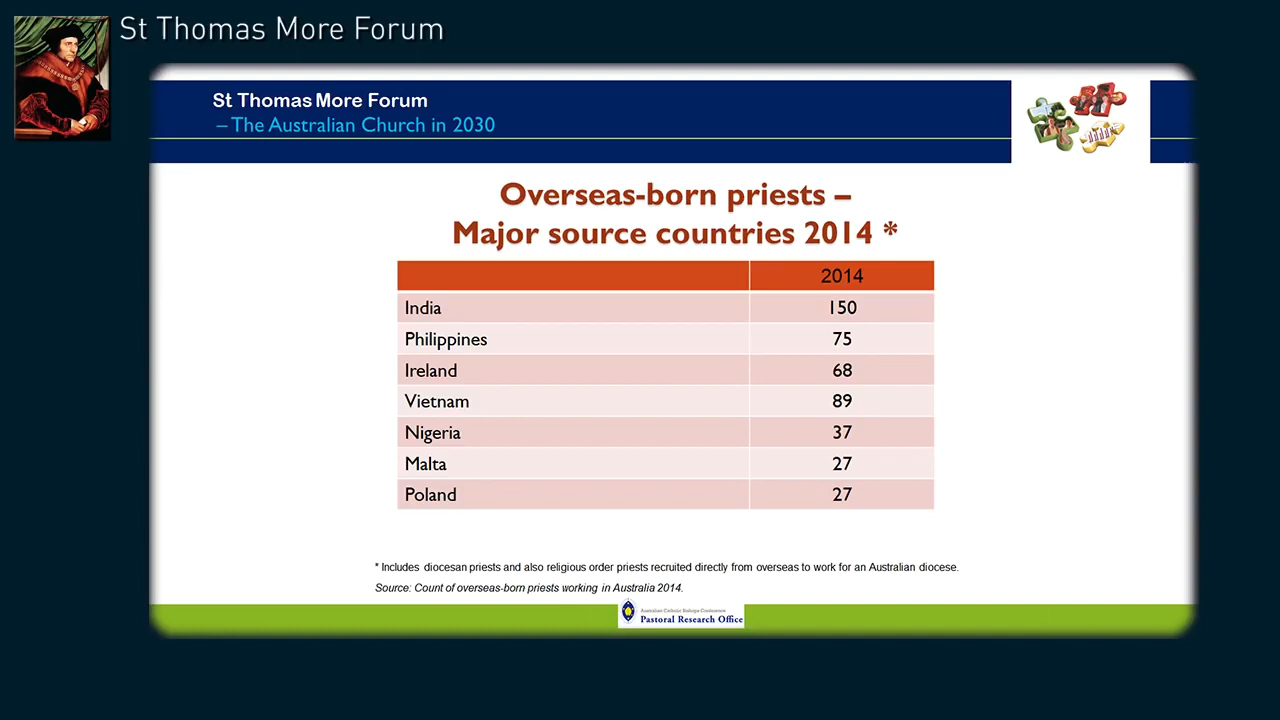 St Thomas More Forum
St Thomas More Forum
– The Australian Church in 2030
Overseas-born priests –
Major source countries 2014 *
2014
India 150
Philippines 75
Ireland 68
Vietnam 89
Nigeria 37
Malta 27
Poland 27
* Includes diocesan priests and also religious order priests recruited directly from overseas to work for an Australian diocese.
Source: Count of overseas-born priests working in Australia 2014.
Australian Catholic Bishops Conference
Pastoral Research Office